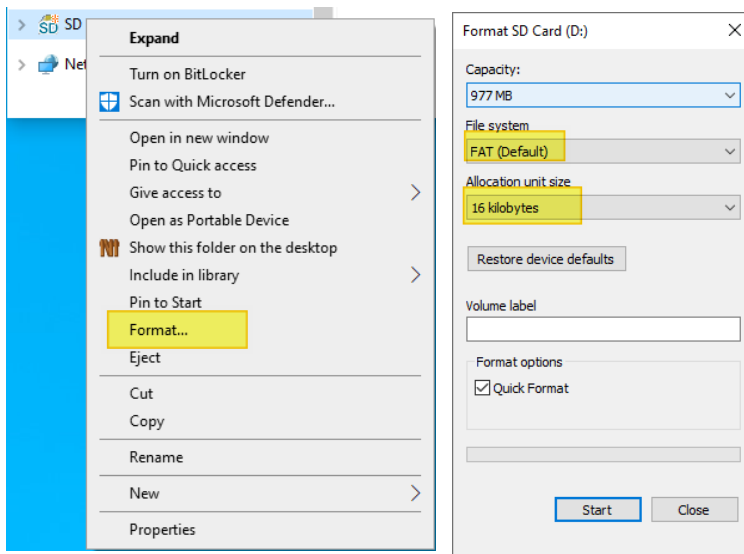 SD
Net
Expand
Turn on BitLocker
Scan with Microsoft Defender...
Open in new window
Pin to Quick access
Give access to
Open as Portable Device
Show this folder on the desktop
Include in library
Pin to Start
Format...
Eject
Cut
Copy
Rename
New
Properties
Format SD Card (D:)
Capacity:
977 MB
File system
FAT (Default)
Allocation unit size
16 kilobytes
Restore device defaults
Volume label
Format options
Quick Format
Start
Close